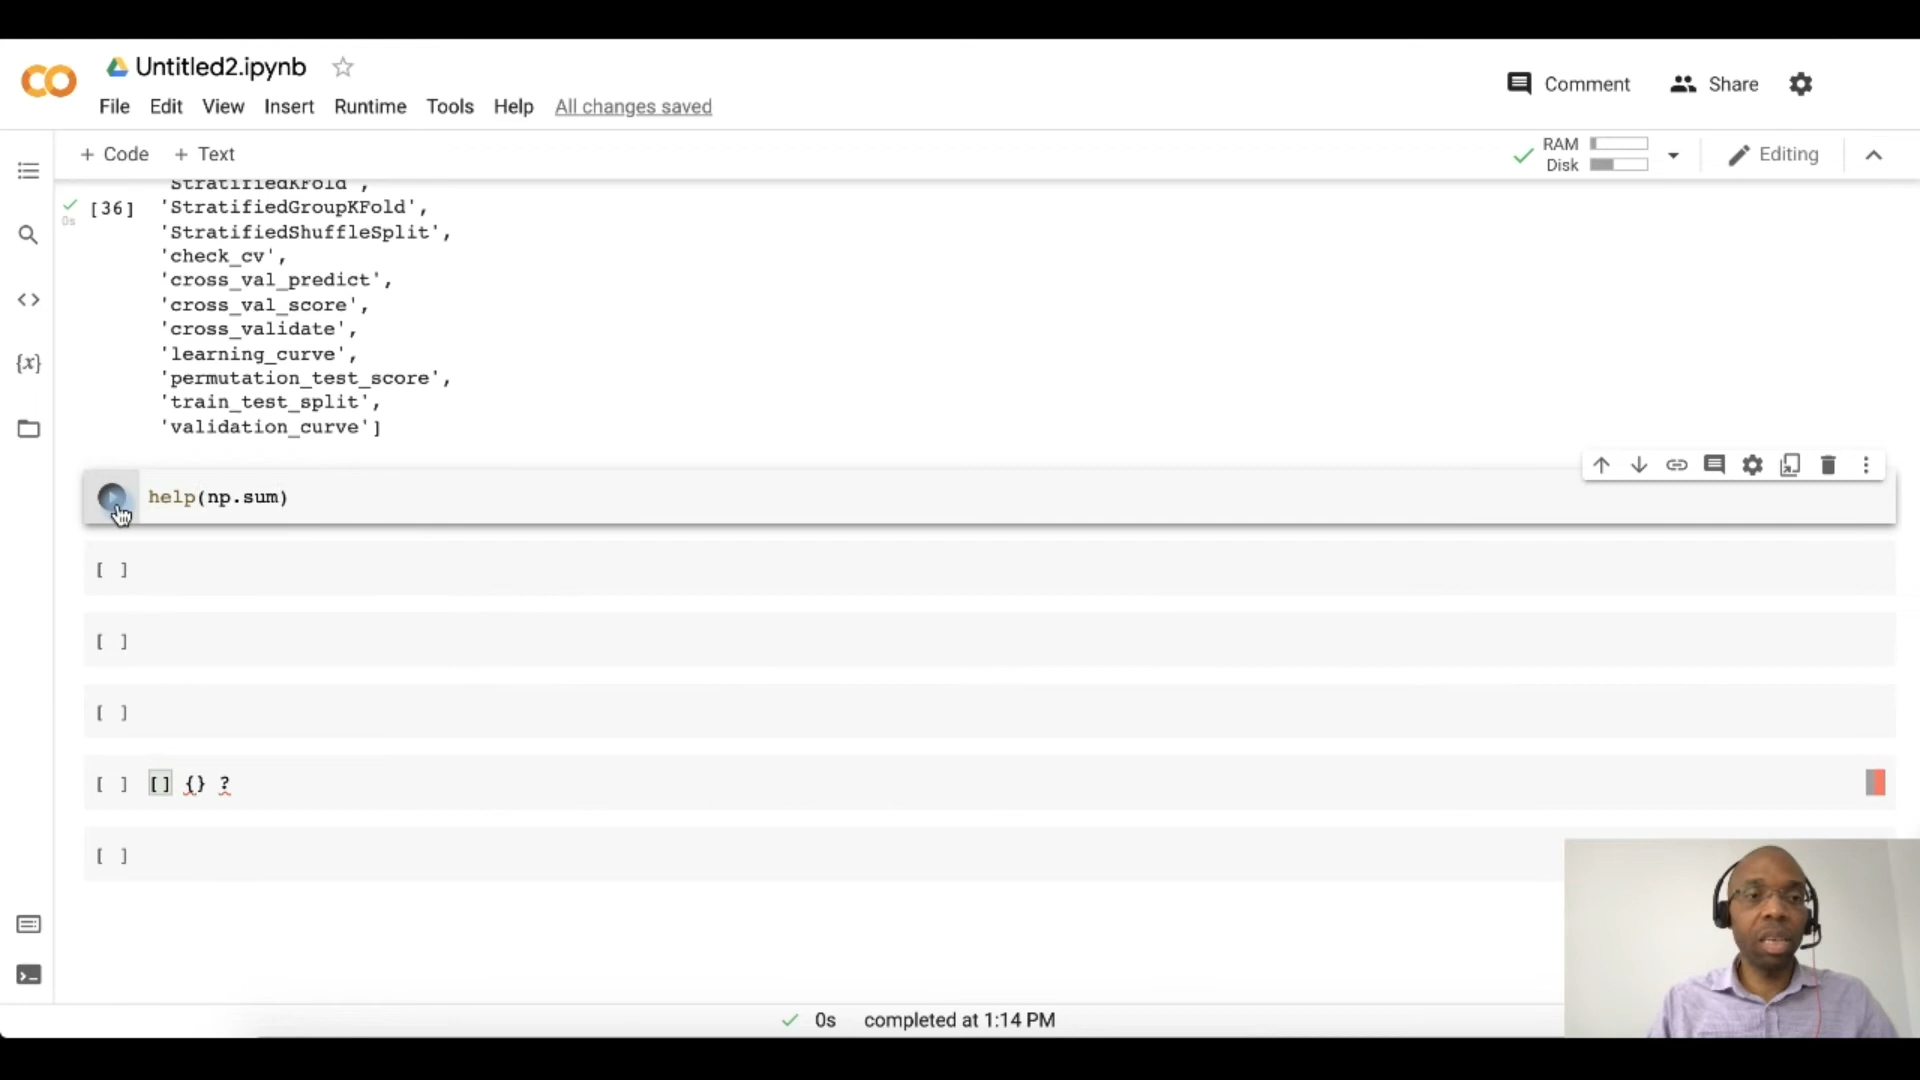 Untitled2.ipynb
Comment
Share
File Edit View Insert Runtime Tools Help All changes saved
+ Code + Text
RAM
Disk
Editing
'StratifiedKFold',
[36] 'StratifiedGroupKFold',
0s
'StratifiedShuffleSplit',
'check_cv',
'cross_val_predict',
'cross_val_score',
'cross_validate',
'learning_curve',
'permutation_test_score',
'train_test_split',
'validation_curve']
help(np.sum)
[ ]
[ ]
[ ]
[ ] [] {} ?
[ ]
0s completed at 1:14 PM